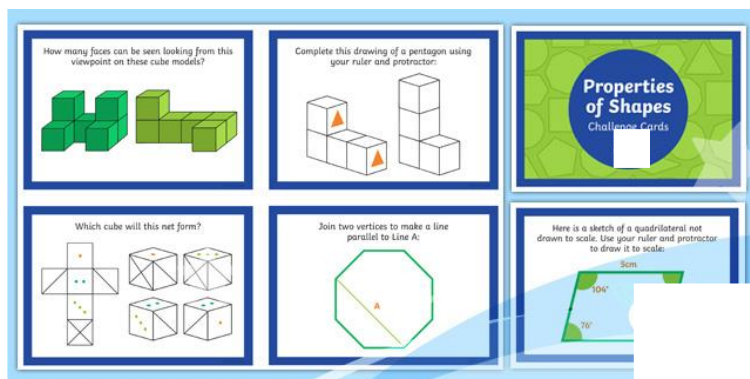 How many faces can be seen looking from this
viewpoint on these cube models?
Complete this drawing of a pentagon using
your ruler and protractor:
Properties
of Shapes
Challenge Cards
Which cube will this net form?
Join two vertices to make a line
parallel to Line A:
A
Here is a sketch of a quadrilateral not
drawn to scale. Use your ruler and protractor
to draw it to scale:
5cm
104°
76°